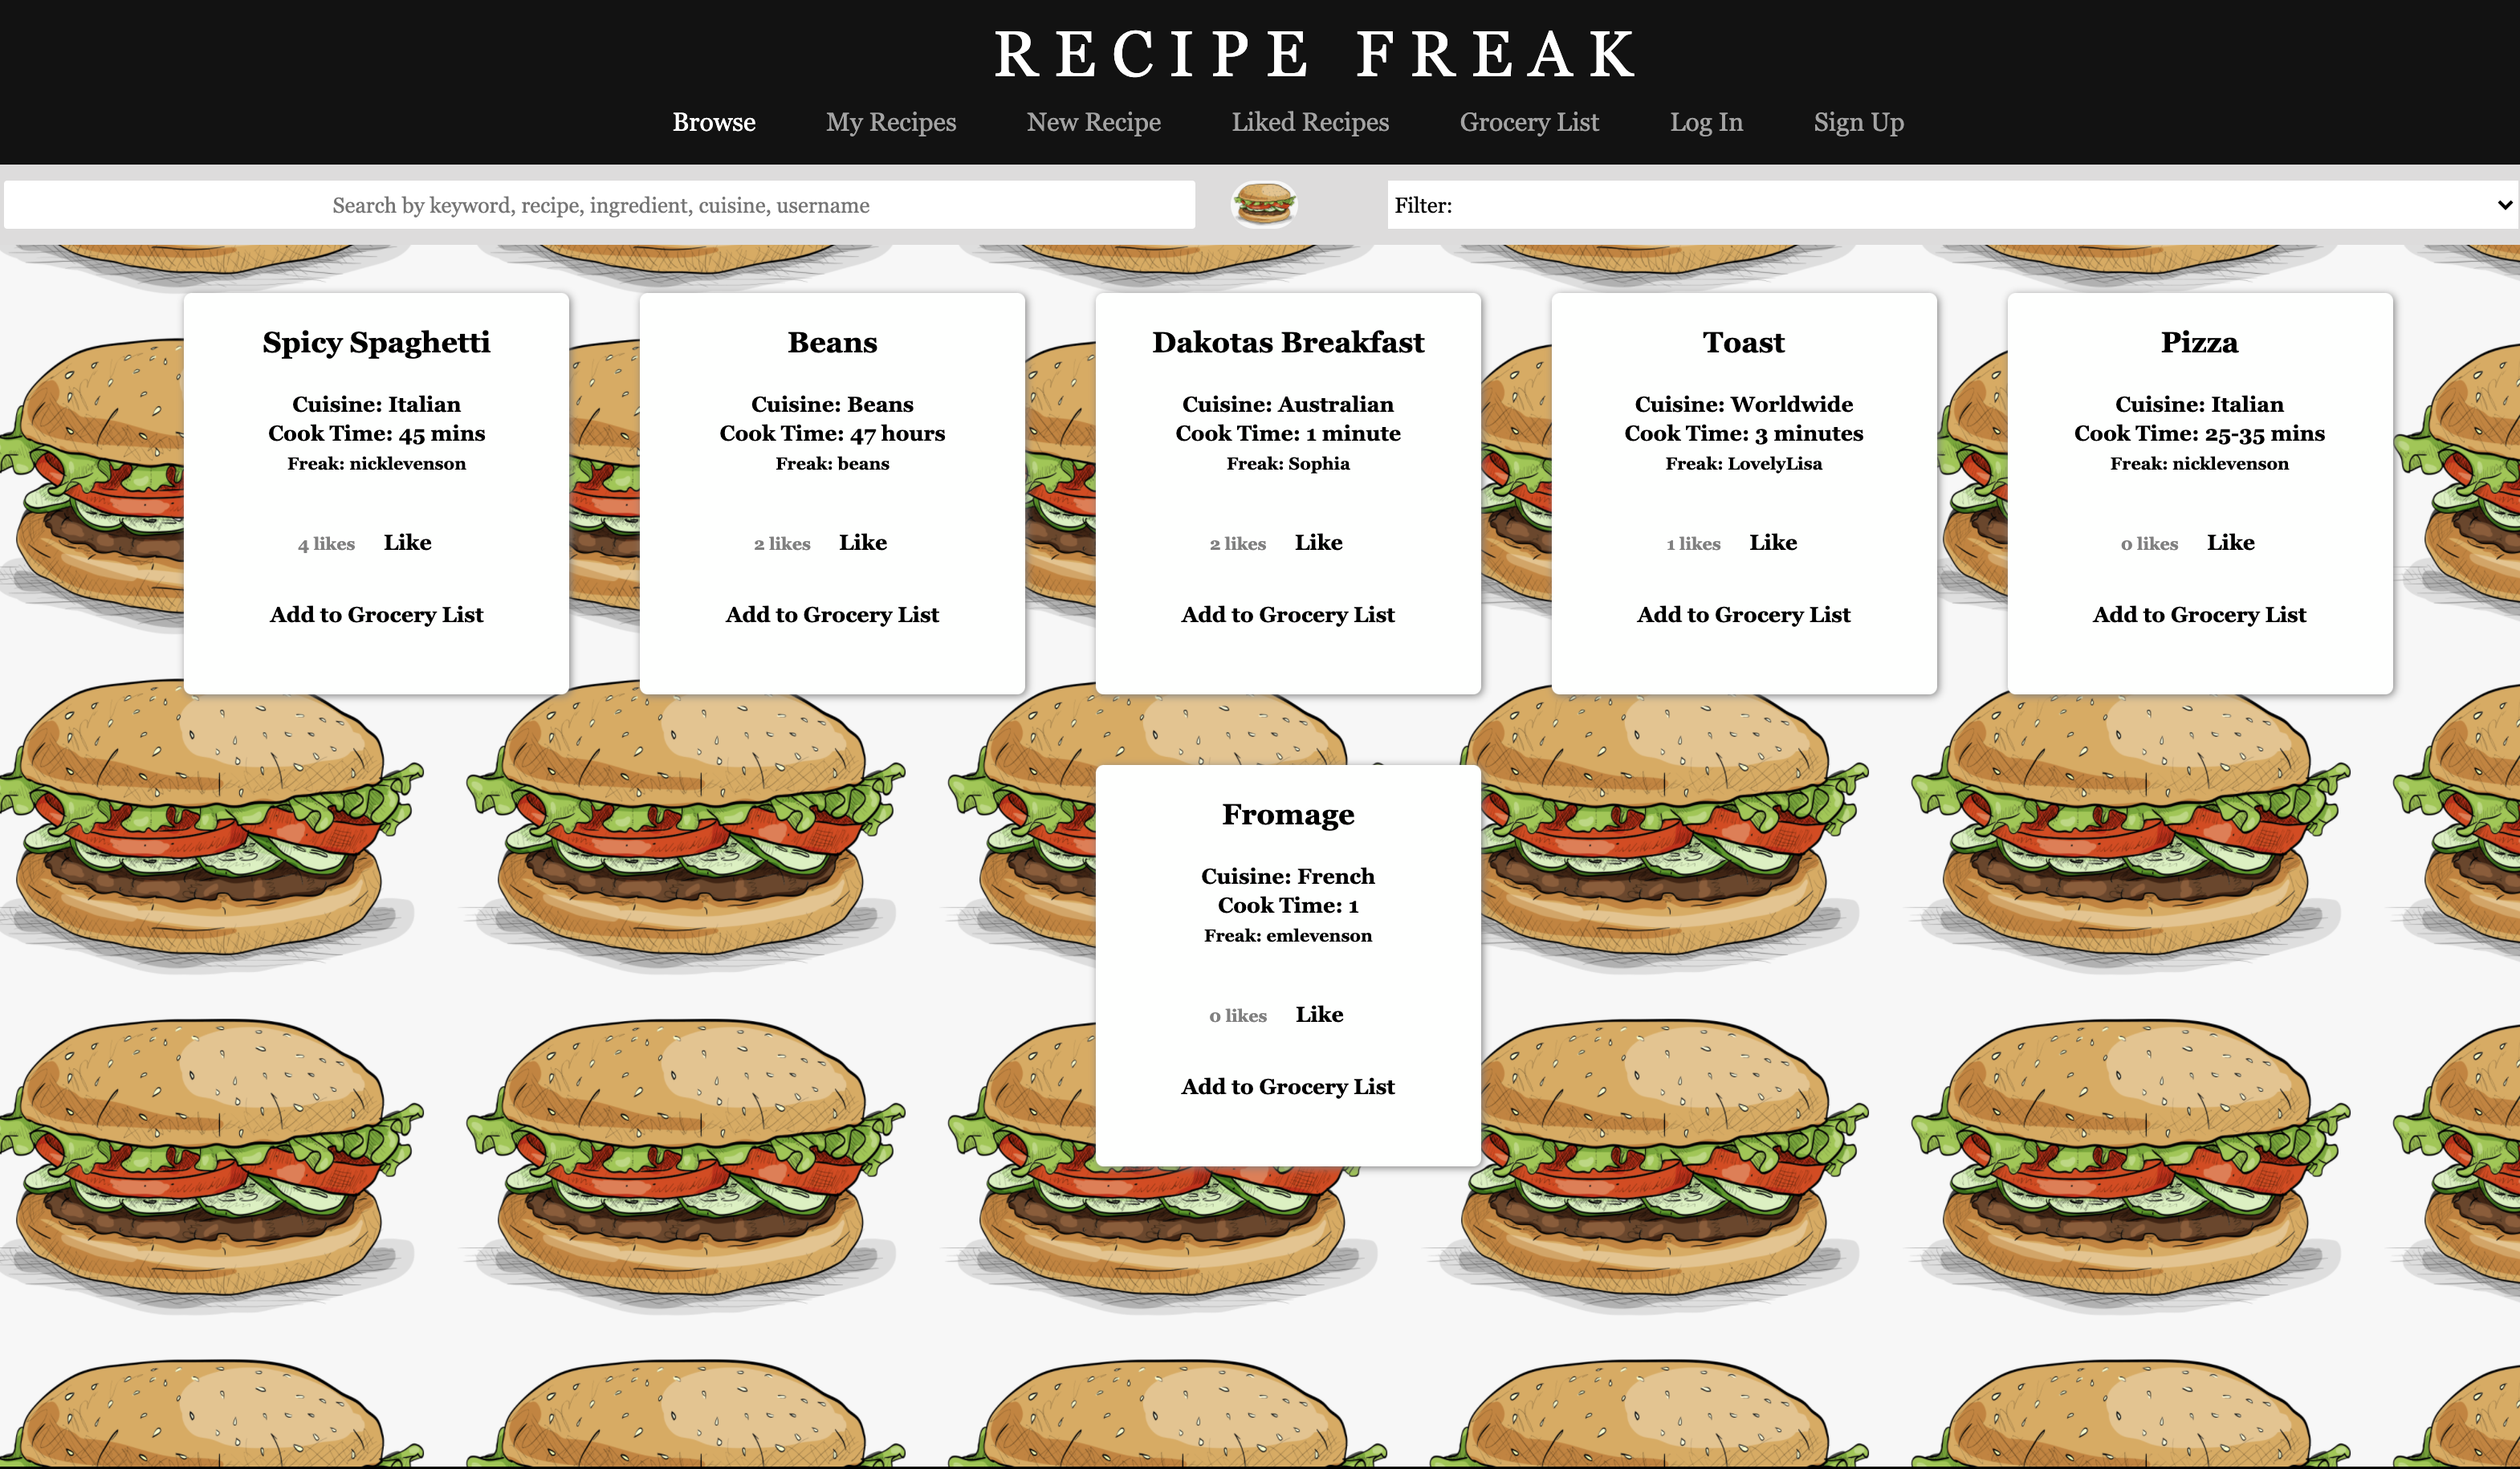 RECIPE FREAK
Browse
My Recipes
New Recipe
Liked Recipes
Grocery List
Log In
Sign Up
Search by keyword, recipe, ingredient, cuisine, username
Filter:
Spicy Spaghetti
Cuisine: Italian
Cook Time: 45 mins
Freak: nicklevenson
4 likes
Like
Add to Grocery List
Beans
Cuisine: Beans
Cook Time: 47 hours
Freak: beans
2 likes
Like
Add to Grocery List
Dakotas Breakfast
Cuisine: Australian
Cook Time: 1 minute
Freak: Sophia
2 likes
Like
Add to Grocery List
Toast
Cuisine: Worldwide
Cook Time: 3 minutes
Freak: LovelyLisa
1 likes
Like
Add to Grocery List
Pizza
Cuisine: Italian
Cook Time: 25-35 mins
Freak: nicklevenson
0 likes
Like
Add to Grocery List
Fromage
Cuisine: French
Cook Time: 1
Freak: emlevenson
0 likes
Like
Add to Grocery List